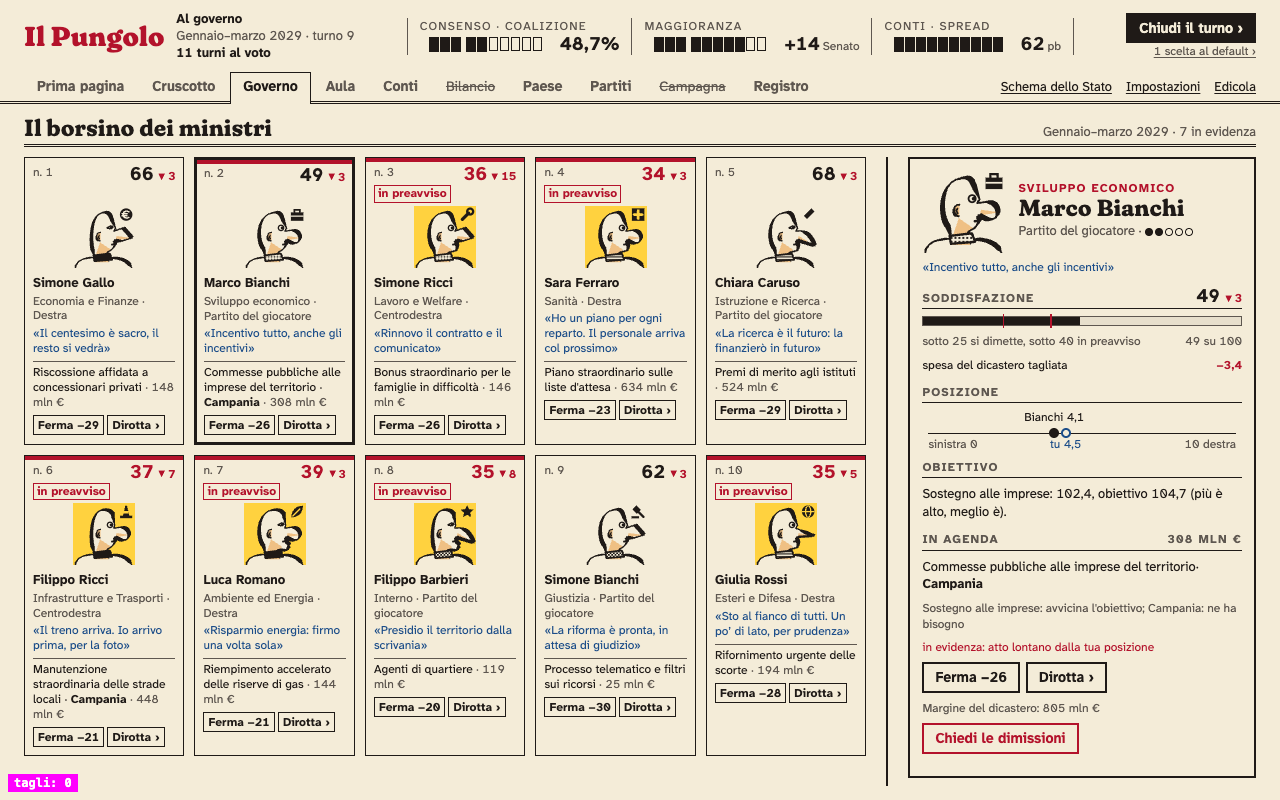 Il Pungolo
Al governo
Gennaio–marzo 2029 · turno 9
11 turni al voto
CONSENSO · COALIZIONE
48,7%
MAGGIORANZA
+14 Senato
CONTI · SPREAD
62 pb
Chiudi il turno ›
1 scelta al default ›
Prima pagina
Cruscotto
Governo
Aula
Conti
Bilancio
Paese
Partiti
Campagna
Registro
Schema dello Stato
Impostazioni
Edicola
Il borsino dei ministri
Gennaio–marzo 2029 · 7 in evidenza
n. 1
66 ▼ 3
Simone Gallo
Economia e Finanze ·
Destra
«Il centesimo è sacro, il
resto si vedrà»
Riscossione affidata a
concessionari privati · 148
mln €
Ferma −29
Dirotta ›
n. 2
49 ▼ 3
Marco Bianchi
Sviluppo economico ·
Partito del giocatore
«Incentivo tutto, anche gli
incentivi»
Commesse pubbliche alle
imprese del territorio ·
Campania · 308 mln €
Ferma −26
Dirotta ›
n. 3
36 ▼ 15
in preavviso
Simone Ricci
Lavoro e Welfare ·
Centrodestra
«Rinnovo il contratto e il
comunicato»
Bonus straordinario per le
famiglie in difficoltà · 146
mln €
Ferma −26
Dirotta ›
n. 4
34 ▼ 3
in preavviso
Sara Ferraro
Sanità · Destra
«Ho un piano per ogni
reparto. Il personale arriva
col prossimo»
Piano straordinario sulle
liste d'attesa · 634 mln €
Ferma −23
Dirotta ›
n. 5
68 ▼ 3
Chiara Caruso
Istruzione e Ricerca ·
Partito del giocatore
«La ricerca è il futuro: la
finanzierò in futuro»
Premi di merito agli istituti
· 524 mln €
Ferma −29
Dirotta ›
n. 6
37 ▼ 7
in preavviso
Filippo Ricci
Infrastrutture e Trasporti ·
Centrodestra
«Il treno arriva. Io arrivo
prima, per la foto»
Manutenzione
straordinaria delle strade
locali · Campania · 448
mln €
Ferma −21
Dirotta ›
n. 7
39 ▼ 3
in preavviso
Luca Romano
Ambiente ed Energia ·
Destra
«Risparmio energia: firmo
una volta sola»
Riempimento accelerato
delle riserve di gas · 144
mln €
Ferma −21
Dirotta ›
n. 8
35 ▼ 8
in preavviso
Filippo Barbieri
Interno · Partito del
giocatore
«Presidio il territorio dalla
scrivania»
Agenti di quartiere · 119
mln €
Ferma −20
Dirotta ›
n. 9
62 ▼ 3
Simone Bianchi
Giustizia · Partito del
giocatore
«La riforma è pronta, in
attesa di giudizio»
Processo telematico e filtri
sui ricorsi · 25 mln €
Ferma −30
Dirotta ›
n. 10
35 ▼ 5
in preavviso
Giulia Rossi
Esteri e Difesa · Destra
«Sto al fianco di tutti. Un
po' di lato, per prudenza»
Rifornimento urgente delle
scorte · 194 mln €
Ferma −28
Dirotta ›
SVILUPPO ECONOMICO
Marco Bianchi
Partito del giocatore · ●●○○○
«Incentivo tutto, anche gli incentivi»
SODDISFAZIONE
49 ▼ 3
sotto 25 si dimette, sotto 40 in preavviso
49 su 100
spesa del dicastero tagliata
−3,4
POSIZIONE
Bianchi 4,1
sinistra 0
tu 4,5
10 destra
OBIETTIVO
Sostegno alle imprese: 102,4, obiettivo 104,7 (più è
alto, meglio è).
IN AGENDA
308 MLN €
Commesse pubbliche alle imprese del territorio·
Campania
Sostegno alle imprese: avvicina l'obiettivo; Campania: ne ha
bisogno
in evidenza: atto lontano dalla tua posizione
Ferma −26
Dirotta ›
Margine del dicastero: 805 mln €
Chiedi le dimissioni
tagli: 0